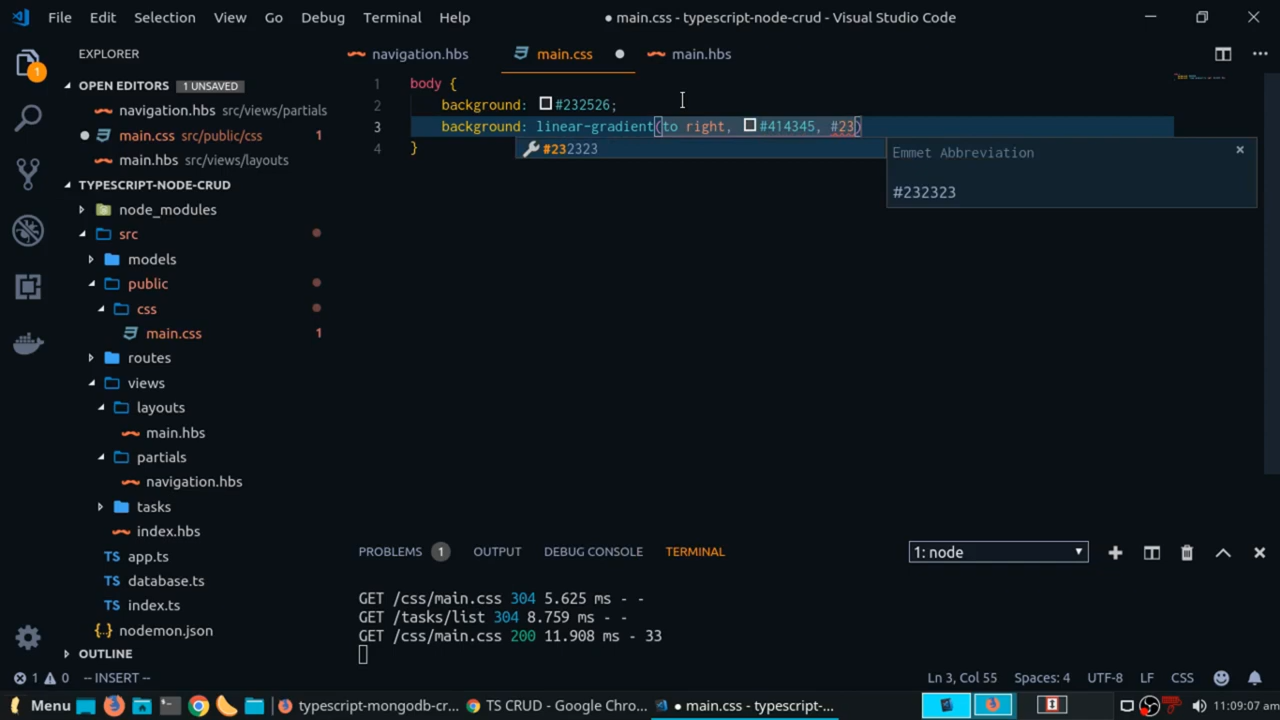 File Edit Selection View Go Debug Terminal Help
● main.css - typescript-node-crud - Visual Studio Code
EXPLORER
OPEN EDITORS 1 UNSAVED
navigation.hbs src/views/partials
main.css src/public/css 1
main.hbs src/views/layouts
TYPESCRIPT-NODE-CRUD
node_modules
src
models
public
css
main.css 1
routes
views
layouts
main.hbs
partials
navigation.hbs
tasks
index.hbs
TS app.ts
TS database.ts
TS index.ts
{..} nodemon.json
OUTLINE
1
navigation.hbs main.css main.hbs
1 body {
2 background: #232526;
3 background: linear-gradient(to right, #414345, #23)
4 }
#232323
Emmet Abbreviation ×
#232323
PROBLEMS 1 OUTPUT DEBUG CONSOLE TERMINAL
1: node
GET /css/main.css 304 5.625 ms - -
GET /tasks/list 304 8.759 ms - -
GET /css/main.css 200 11.908 ms - 33
1 0 -- INSERT -- Ln 3, Col 55 Spaces: 4 UTF-8 LF CSS
Menu typescript-mongodb-cr... TS CRUD - Google Chro... ● main.css - typescript-... 11:09:07 am